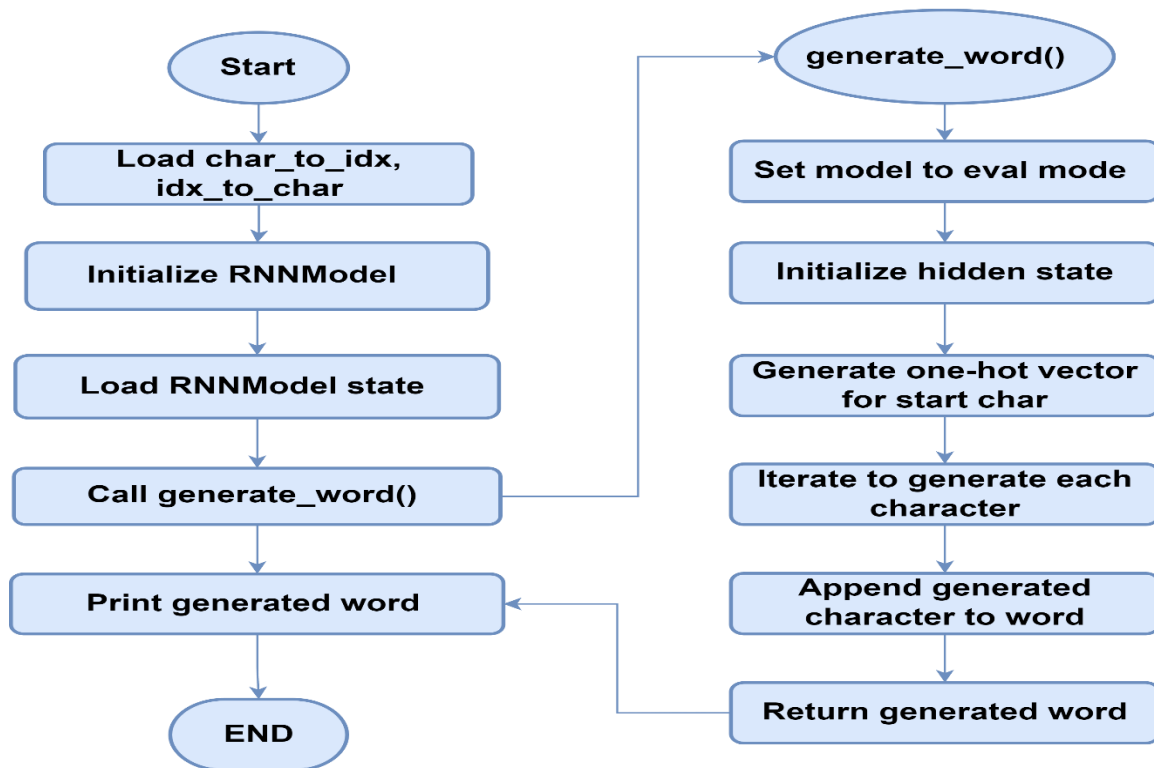 Start
Load char_to_idx,
idx_to_char
Initialize RNNModel
Load RNNModel state
Call generate_word()
Print generated word
END
generate_word()
Set model to eval mode
Initialize hidden state
Generate one-hot vector
for start char
Iterate to generate each
character
Append generated
character to word
Return generated word